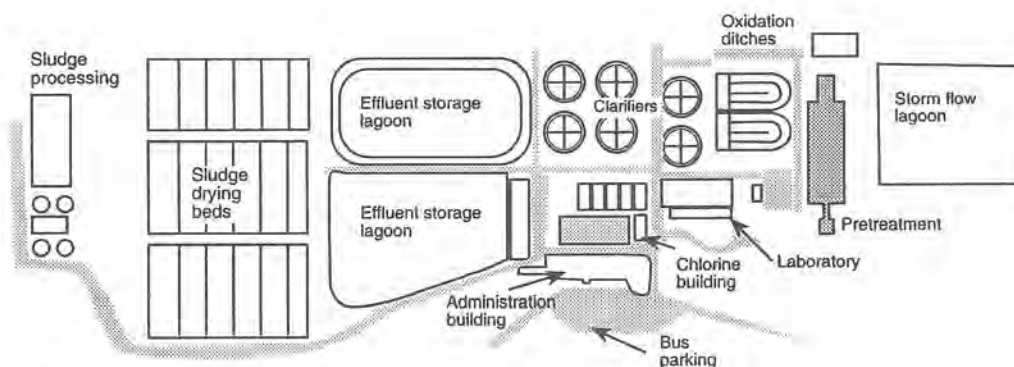 Oxidation
ditches
Sludge
processing
Effluent storage
lagoon
Clarifiers
Storm flow
lagoon
Sludge
drying
beds
Effluent storage
lagoon
Pretreatment
Chlorine
building
Laboratory
Administration
building
Bus
parking